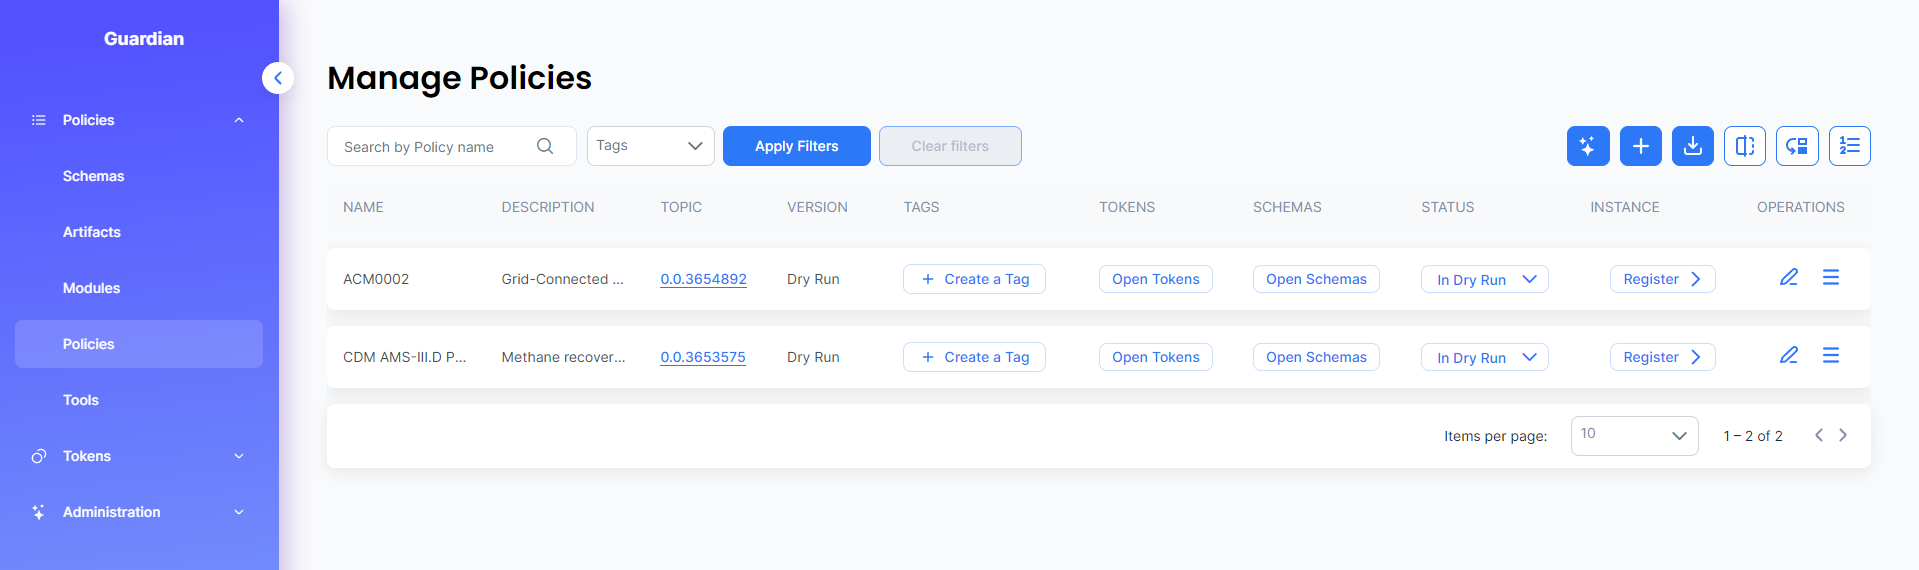 Guardian
Policies
Schemas
Artifacts
Modules
Policies
Tools
Tokens
Administration
Manage Policies
Search by Policy name Tags Apply Filters Clear filters
NAME DESCRIPTION TOPIC VERSION TAGS TOKENS SCHEMAS STATUS INSTANCE OPERATIONS
ACM0002 Grid-Connected ... 0.0.3654892 Dry Run + Create a Tag Open Tokens Open Schemas In Dry Run Register
CDM AMS-III.D P... Methane recover... 0.0.3653575 Dry Run + Create a Tag Open Tokens Open Schemas In Dry Run Register
Items per page: 10 1 – 2 of 2